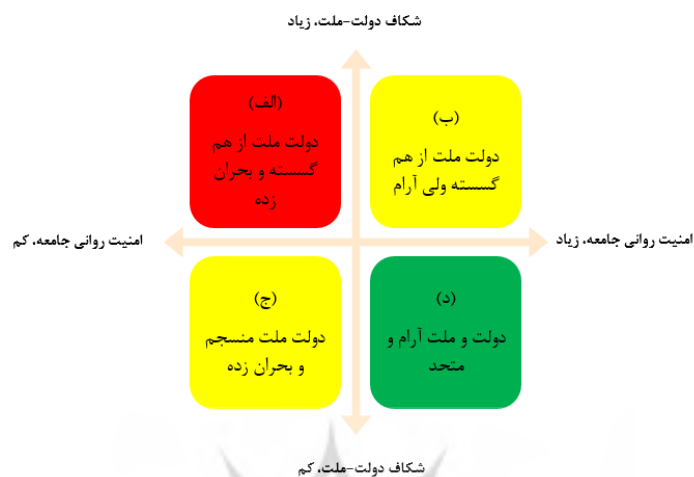 شکاف دولت-ملت، زیاد
(الف)
دولت ملت از هم
گسسته و بحران
زده
(ب)
دولت ملت از هم
گسسته ولی آرام
امنیت روانی جامعه، زیاد
امنیت روانی جامعه، کم
(ج)
دولت ملت منسجم
و بحران زده
(د)
دولت و ملت آرام و
متحد
شکاف دولت-ملت، کم